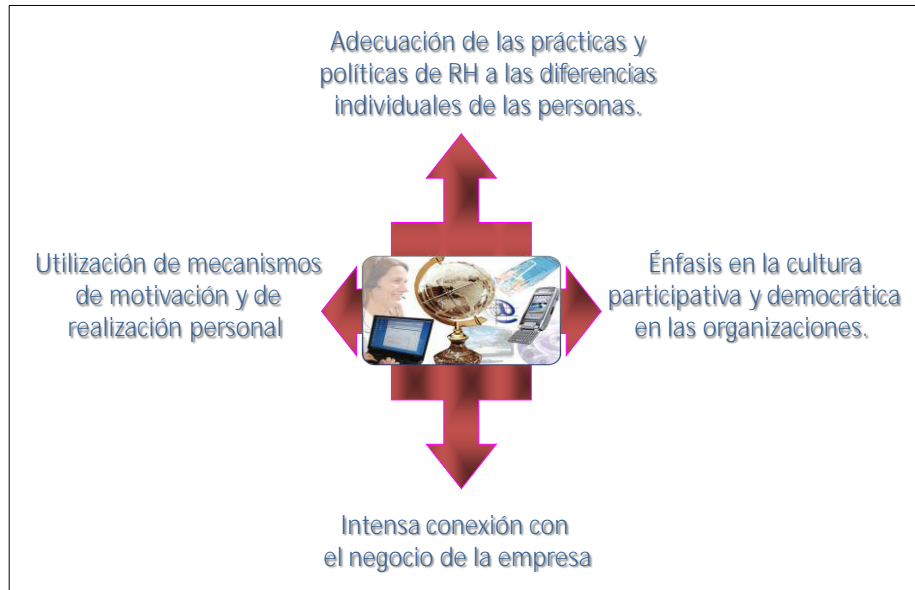 Adecuación de las prácticas y
políticas de RH a las diferencias
individuales de las personas.
Utilización de mecanismos
de motivación y de
realización personal
Énfasis en la cultura
participativa y democrática
en las organizaciones.
@
Intensa conexión con
el negocio de la empresa